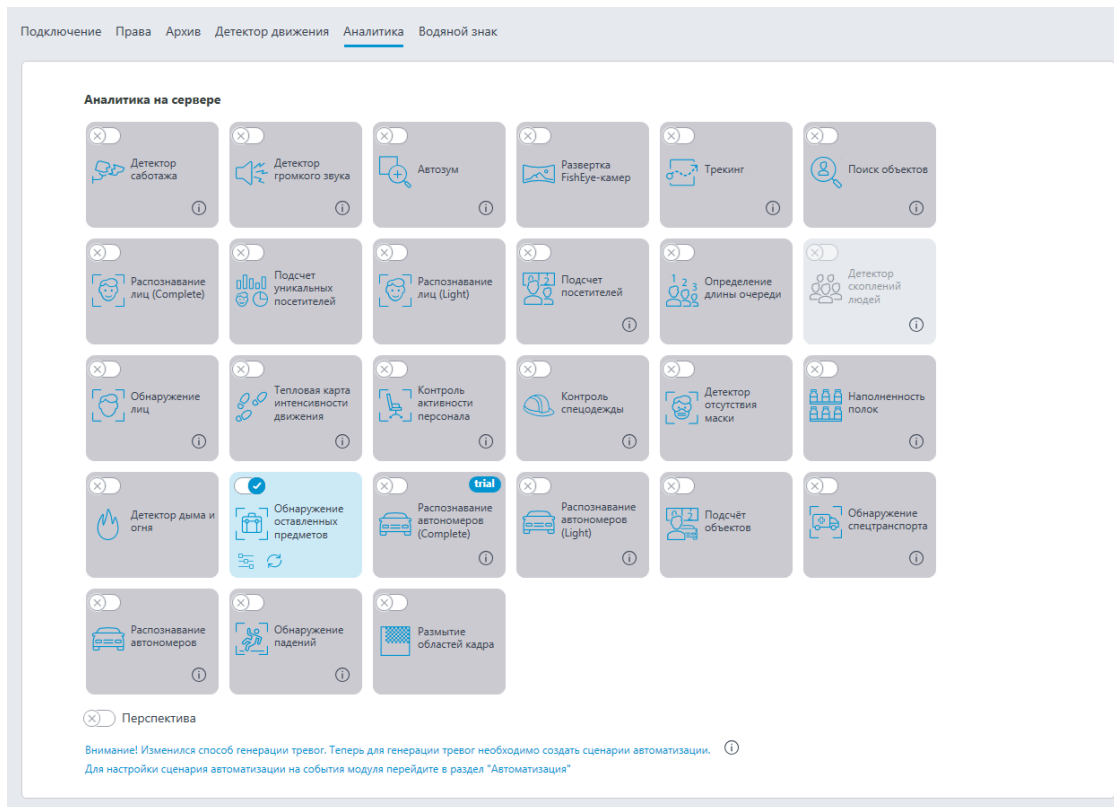 Подключение Права Архив Детектор движения Аналитика Водяной знак
Аналитика на сервере
Детектор
саботажа
Детектор
громкого звука
Автозум
Развертка
FishEye-камер
Трекинг
Поиск объектов
Распознавание
лиц (Complete)
Подсчет
уникальных
посетителей
Распознавание
лиц (Light)
Подсчет
посетителей
Определение
длины очереди
Детектор
скоплений
людей
Обнаружение
лиц
Тепловая карта
интенсивности
движения
Контроль
активности
персонала
Контроль
спецодежды
Детектор
отсутствия
маски
Наполненность
полок
Детектор дыма и
огня
Обнаружение
оставленных
предметов
trial
Распознавание
автономеров
(Complete)
Распознавание
автономеров
(Light)
Подсчёт
объектов
Обнаружение
спецтранспорта
Распознавание
автономеров
Обнаружение
падений
Размытие
областей кадра
Перспектива
Внимание! Изменился способ генерации тревог. Теперь для генерации тревог необходимо создать сценарии автоматизации.
Для настройки сценария автоматизации на события модуля перейдите в раздел "Автоматизация"